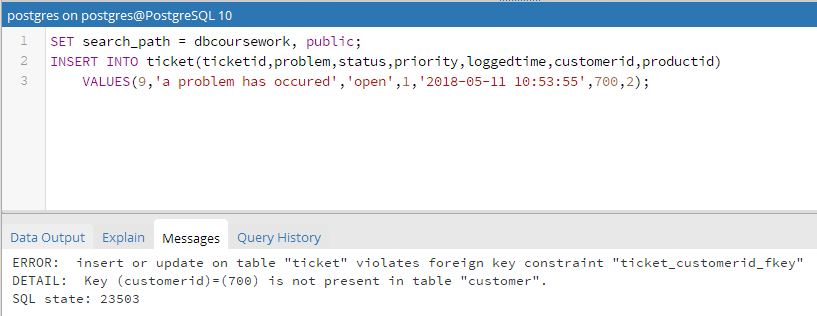 postgres on postgres@PostgreSQL 10
1 SET search_path = dbcoursework, public;
2 INSERT INTO ticket(ticketid,problem,status,priority,loggedtime,customerid,productid)
3 VALUES(9,'a problem has occured','open',1,'2018-05-11 10:53:55',700,2);
Data Output Explain Messages Query History
ERROR: insert or update on table "ticket" violates foreign key constraint "ticket_customerid_fkey"
DETAIL: Key (customerid)=(700) is not present in table "customer".
SQL state: 23503